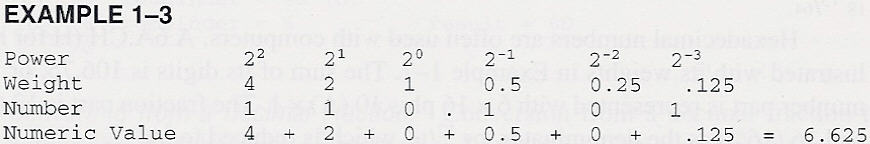 EXAMPLE 1–3
Power 2² 2¹ 2⁰ 2⁻¹ 2⁻² 2⁻³
Weight 4 2 1 0.5 0.25 .125
Number 1 1 0 . 1 0 1
Numeric Value 4 + 2 + 0 + 0.5 + 0 + .125 = 6.625